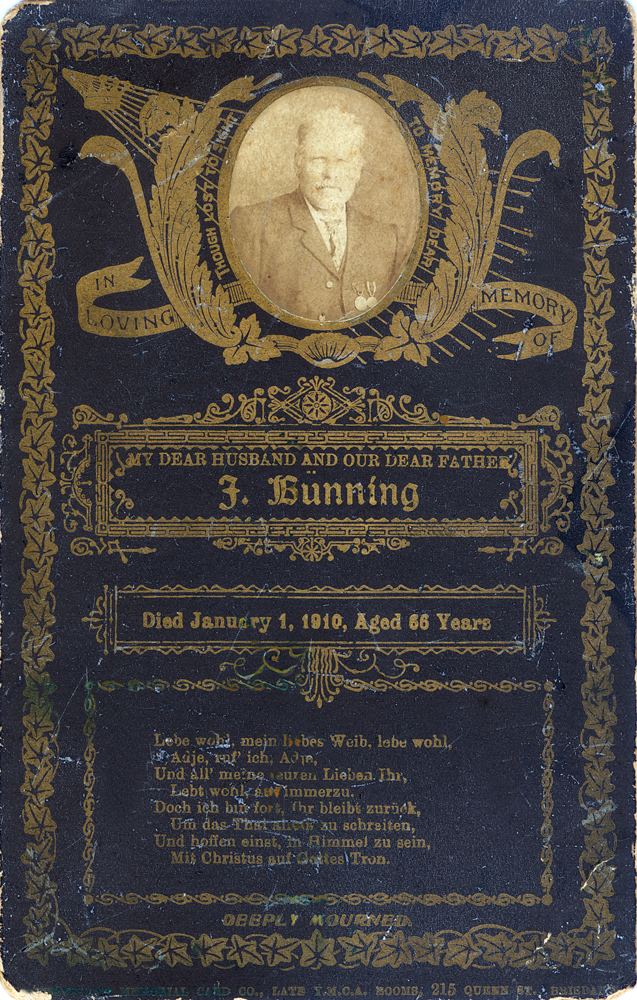 THOUGH LOST TO SIGHT
TO MEMORY DEAR
IN
LOVING
MEMORY
OF
MY DEAR HUSBAND AND OUR DEAR FATHER
J. Bünning
Died January 1, 1910, Aged 66 Years
Lebe wohl, mein liebes Weib, lebe wohl,
Adje, ruf' ich, Adje,
Und All' meine teuren Lieben Ihr,
Lebt wohl, auf immerzu.
Doch ich bin fort, Ihr bleibt zurück,
Um das Thal zu schreiten,
Und hoffen einst, in Himmel zu sein,
Mit Christus auf Gottes Tron.
DEEPLY MOURNED.
MEMORIAL CARD CO., LATE Y.M.C.A. ROOMS, 215 QUEEN ST., BRISBANE